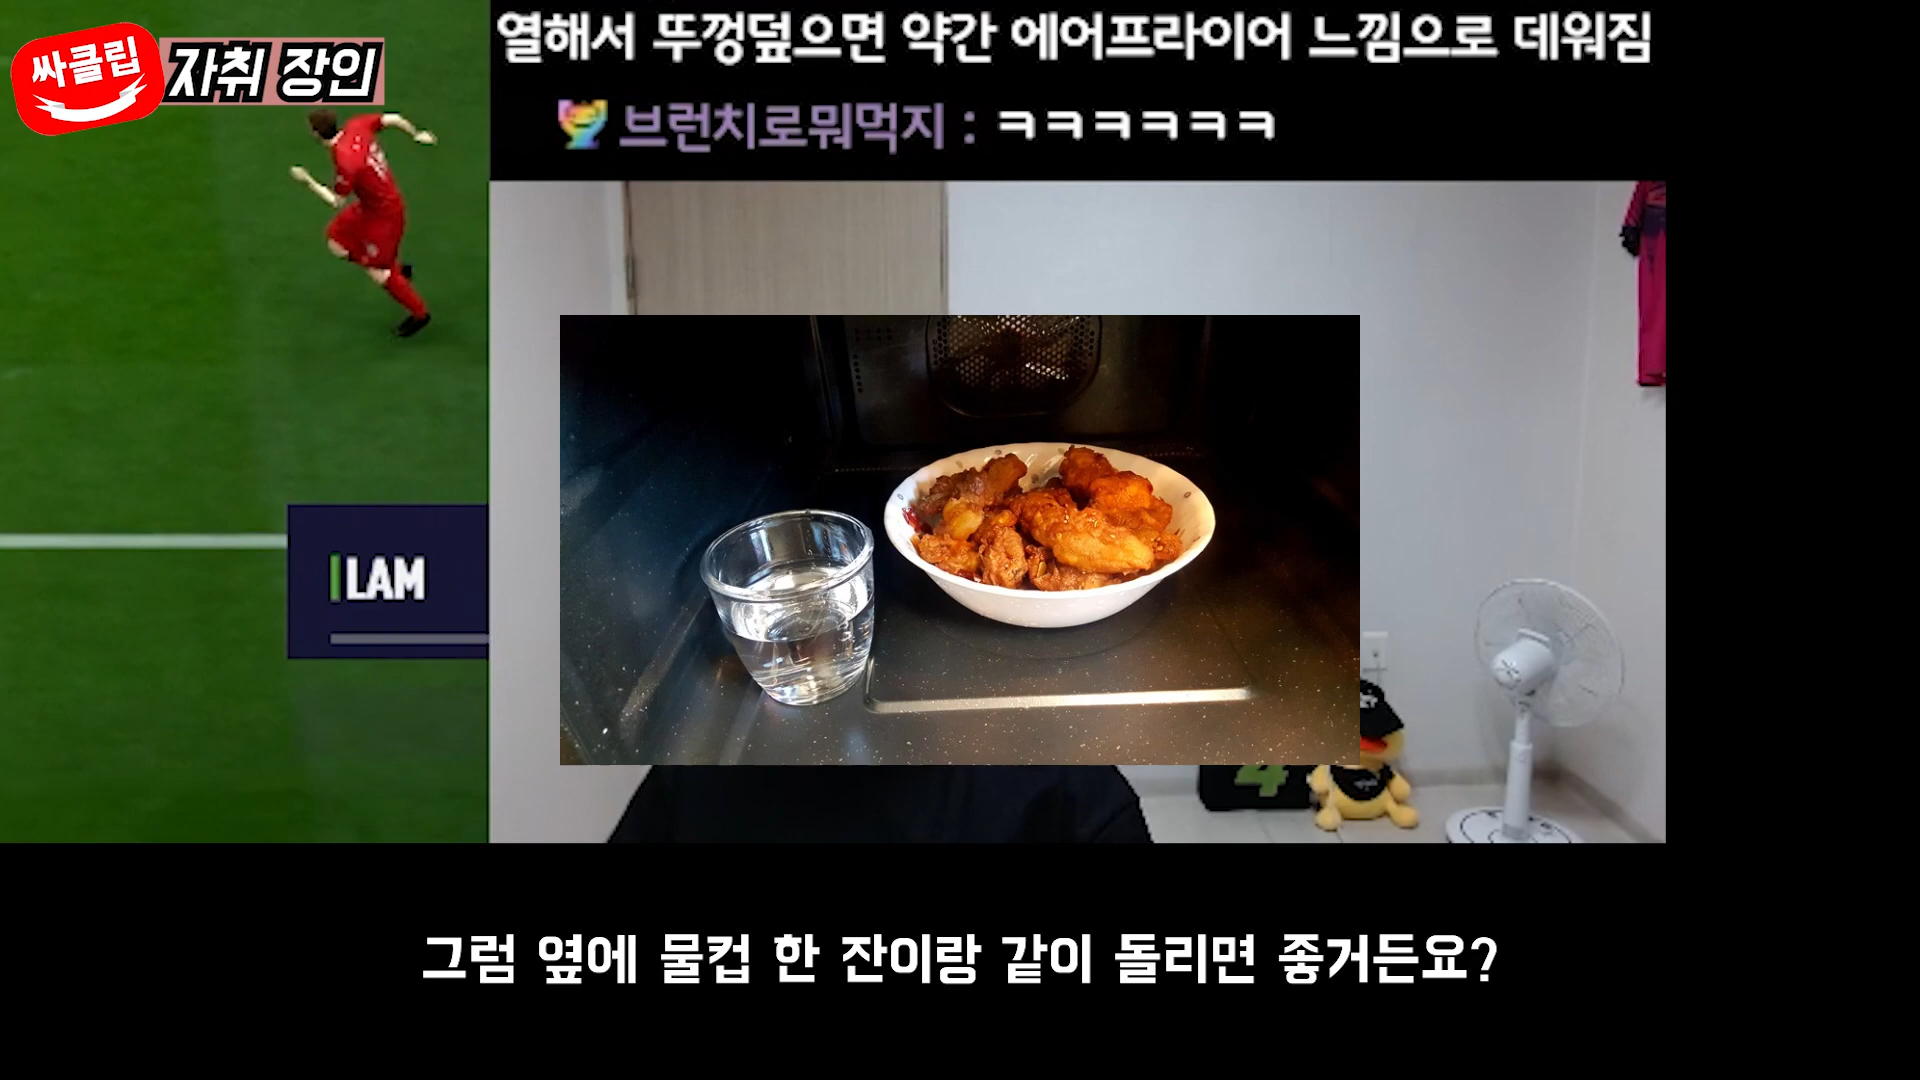 싸클립
자취 장인
열해서 뚜껑덮으면 약간 에어프라이어 느낌으로 데워짐
브런치로뭐먹지 : ㅋㅋㅋㅋㅋㅋ
LAM
4
그럼 옆에 물컵 한 잔이랑 같이 돌리면 좋거든요?